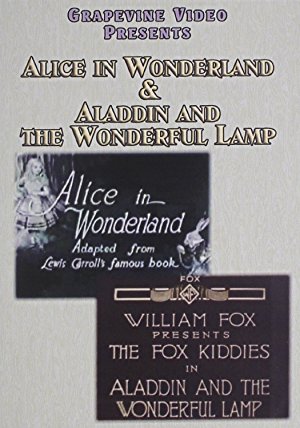 GRAPEVINE VIDEO
PRESENTS
ALICE IN WONDERLAND
&
ALADDIN AND
THE WONDERFUL LAMP
Alice in
Wonderland
Adapted from
Lewis Carroll's famous book
FOX
WILLIAM FOX
PRESENTS
THE FOX KIDDIES
IN
ALADDIN AND THE
WONDERFUL LAMP